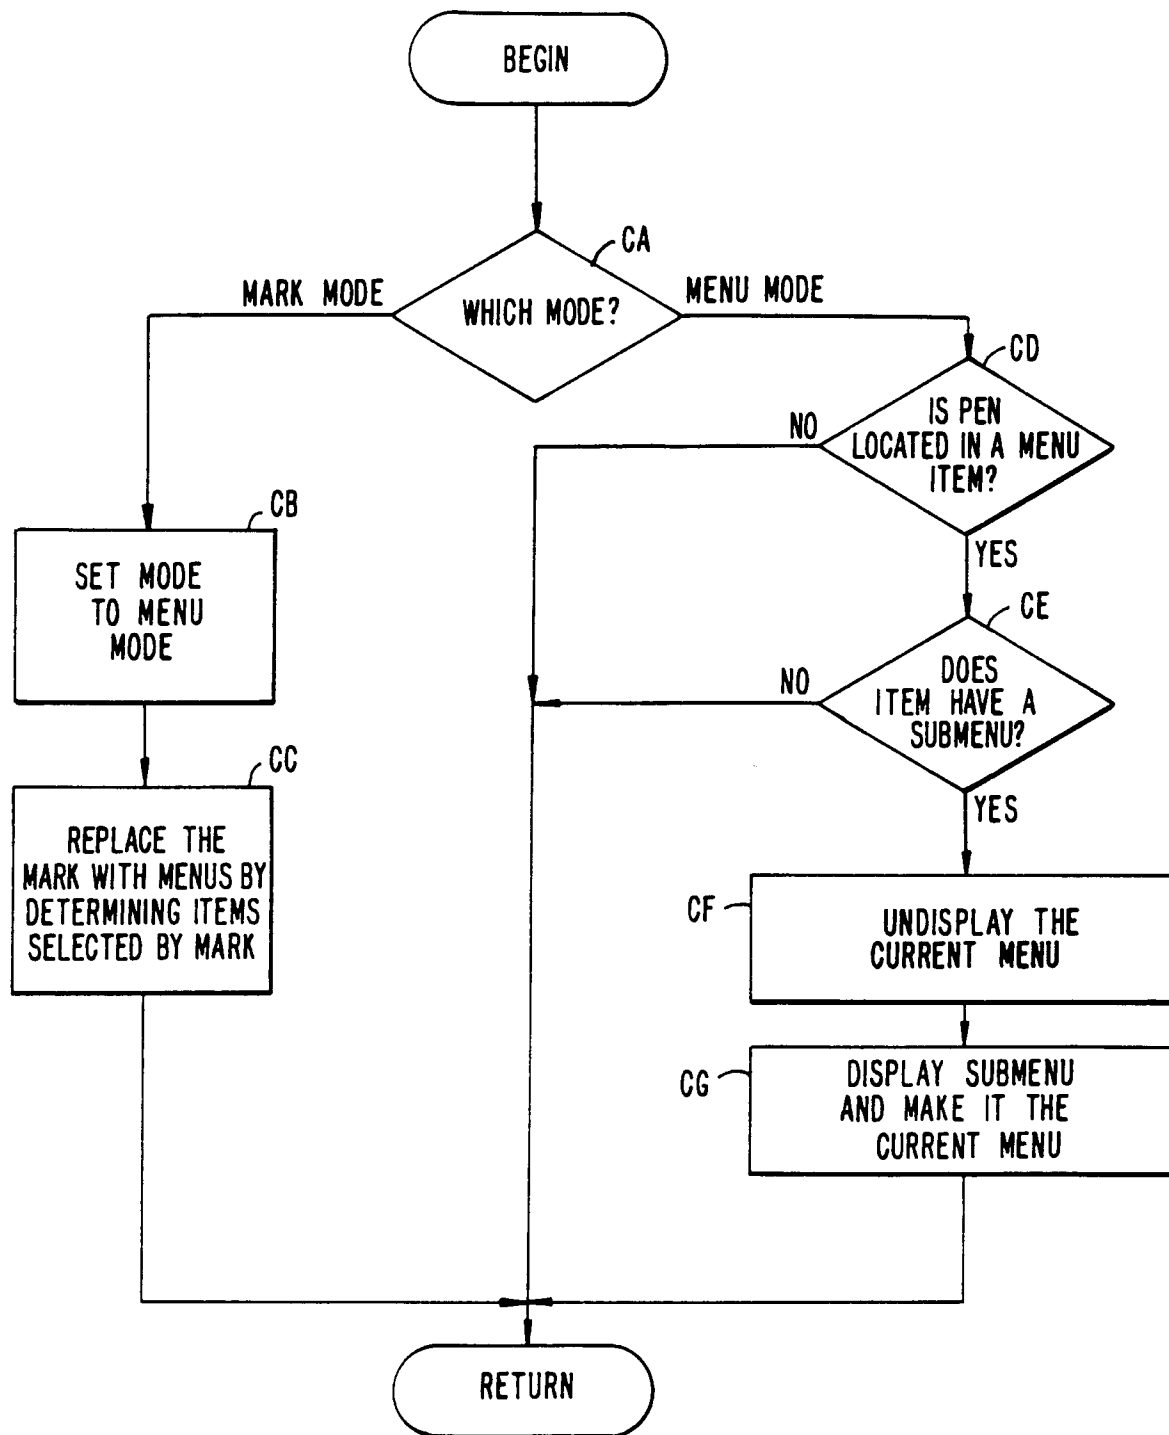 BEGIN
CA
MARK MODE
WHICH MODE?
MENU MODE
CD
IS PEN
LOCATED IN A MENU
ITEM?
NO
YES
CB
SET MODE
TO MENU
MODE
CE
DOES
ITEM HAVE A
SUBMENU?
NO
YES
CC
REPLACE THE
MARK WITH MENUS BY
DETERMINING ITEMS
SELECTED BY MARK
CF
UNDISPLAY THE
CURRENT MENU
CG
DISPLAY SUBMENU
AND MAKE IT THE
CURRENT MENU
RETURN